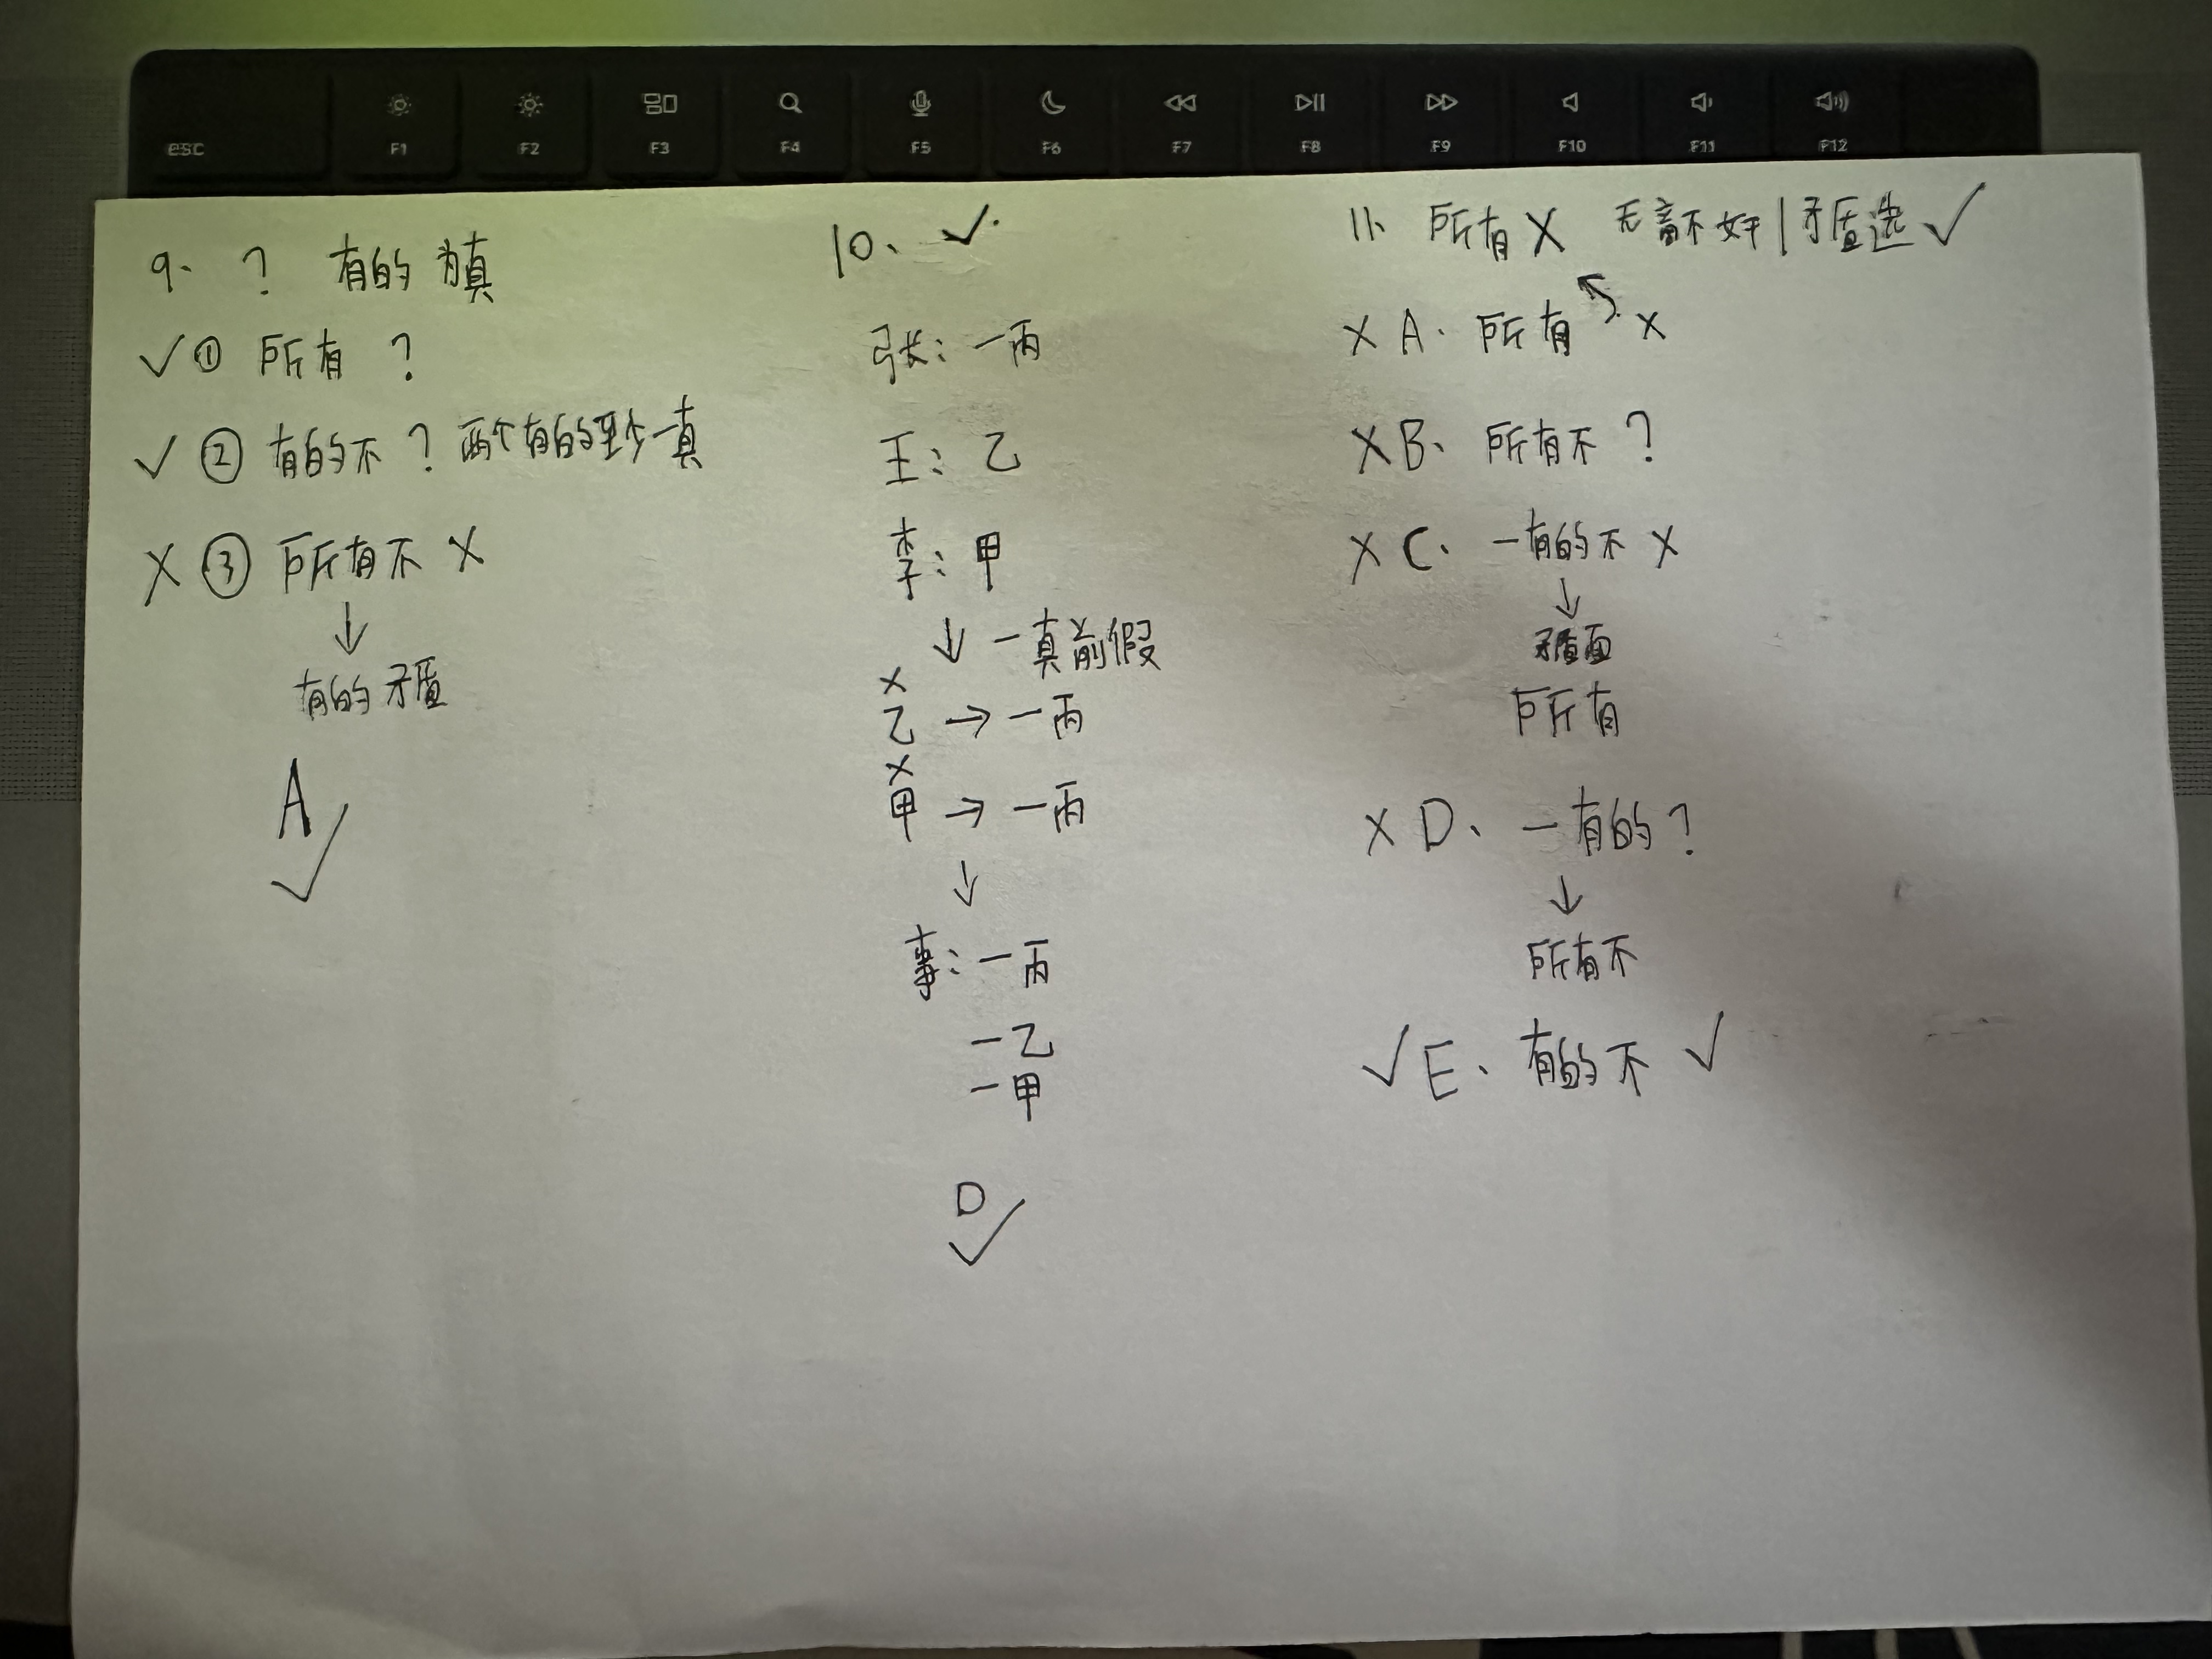 esc F1 F2 F3 F4 F5 F6 F7 F8 F9 F10 F11 F12
9、? 有的为真
✓① 所有 ?
✓② 有的不? 两个有的至少一真
X③ 所有不 X
↓
有的矛盾
A
✓
10、✓.
张: 一丙
王: 乙
李: 甲
↓ 一真前假
X
乙 → 一丙
X
甲 → 一丙
↓
事: 一丙
一乙
一甲
D
✓
11、所有X 无奇不 | 矛盾选✓
X A. 所有 X
X B、所有不?
X C、一有的不 X
↓
矛盾
所有
X D、一有的?
↓
所有不
✓ E、有的不 ✓